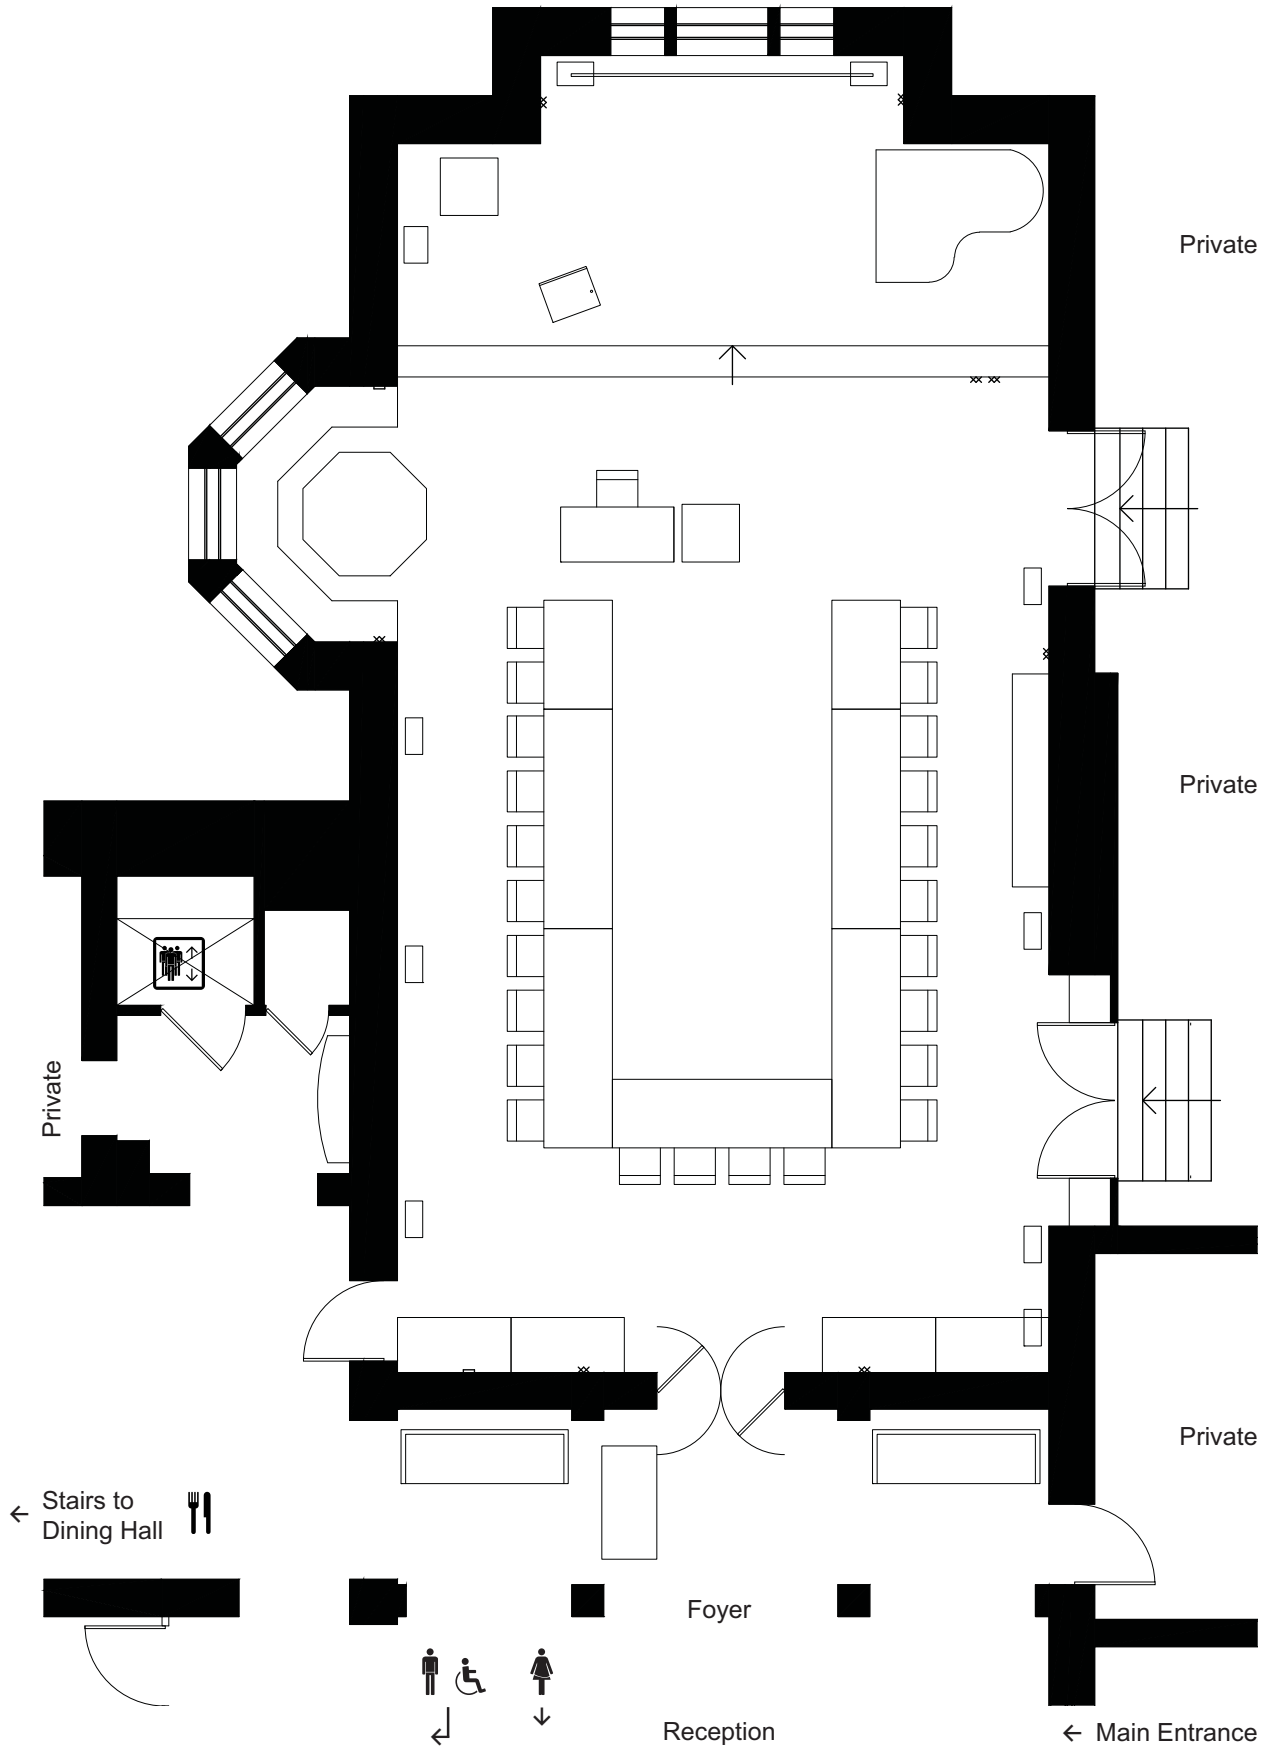 Private
Private
Private
Private
← Stairs to
Dining Hall
Foyer
Reception
← Main Entrance